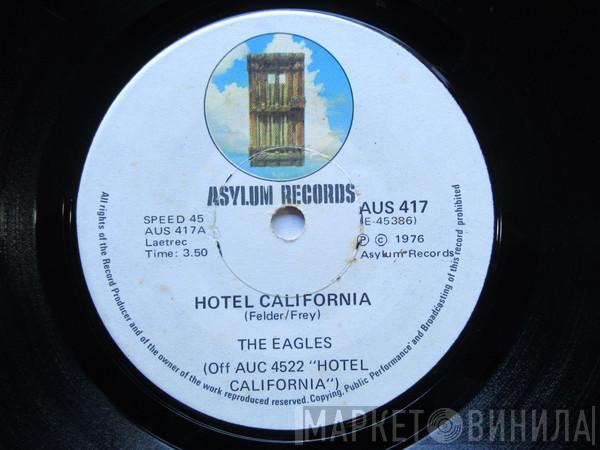 ASYLUM RECORDS
SPEED 45
AUS 417A
Laetrec
Time: 3.50
AUS 417
(E-45386)
℗ © 1976
Asylum Records
HOTEL CALIFORNIA
(Felder/Frey)
THE EAGLES
(Off AUC 4522 "HOTEL
CALIFORNIA")
All rights of the Record Producer and of the owner of the work reproduced reserved. Copying, Public Performance and Broadcasting of this record prohibited
МАРКЕТ ВИНИЛА